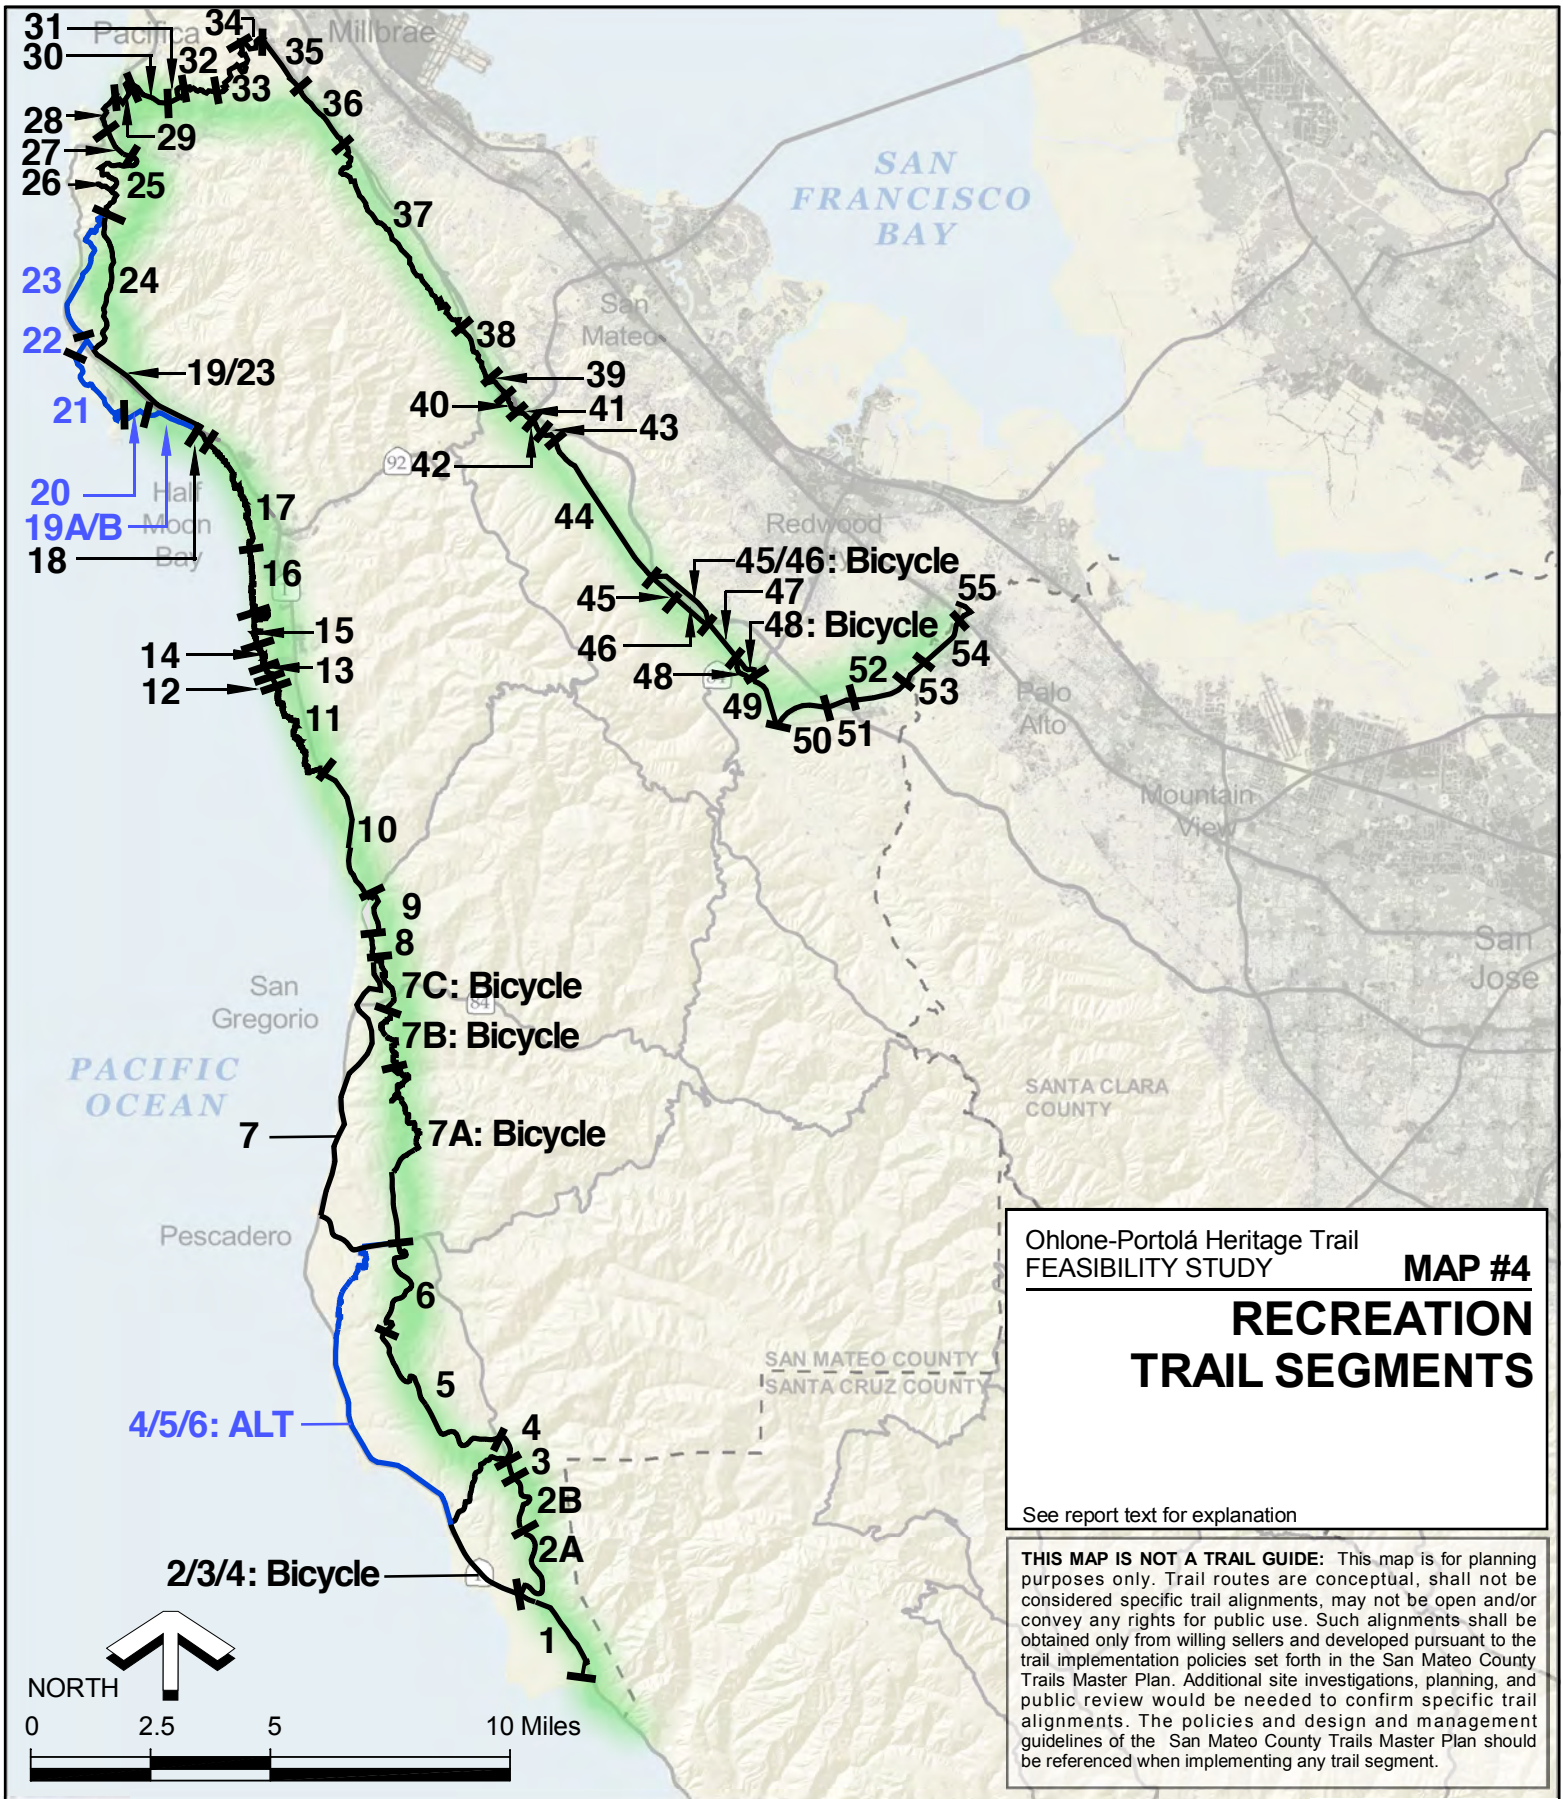 31
34
Pacifica
Millbrae
30
32
35
33
36
28
29
27
26
25
SAN
FRANCISCO
BAY
37
23
24
San
Mateo
38
22
19/23
39
21
40
41
43
92
42
20
Half
Moon
Bay
17
19A/B
44
Redwood
18
45/46: Bicycle
16
1
55
45
47
15
48: Bicycle
14
46
54
13
48
84
52
12
53
Palo
Alto
11
49
50
51
Mountain
View
10
9
San
Jose
8
San
Gregorio
7C: Bicycle
84
7B: Bicycle
PACIFIC
OCEAN
SANTA CLARA
COUNTY
7
7A: Bicycle
Pescadero
6
Ohlone-Portolá Heritage Trail
FEASIBILITY STUDY
MAP #4
RECREATION
TRAIL SEGMENTS
SAN MATEO COUNTY
SANTA CRUZ COUNTY
5
4/5/6: ALT
4
3
2B
See report text for explanation
2A
2/3/4: Bicycle
1
1
THIS MAP IS NOT A TRAIL GUIDE: This map is for planning
purposes only. Trail routes are conceptual, shall not be
considered specific trail alignments, may not be open and/or
convey any rights for public use. Such alignments shall be
obtained only from willing sellers and developed pursuant to the
trail implementation policies set forth in the San Mateo County
Trails Master Plan. Additional site investigations, planning, and
public review would be needed to confirm specific trail
alignments. The policies and design and management
guidelines of the San Mateo County Trails Master Plan should
be referenced when implementing any trail segment.
NORTH
0 2.5 5 10 Miles